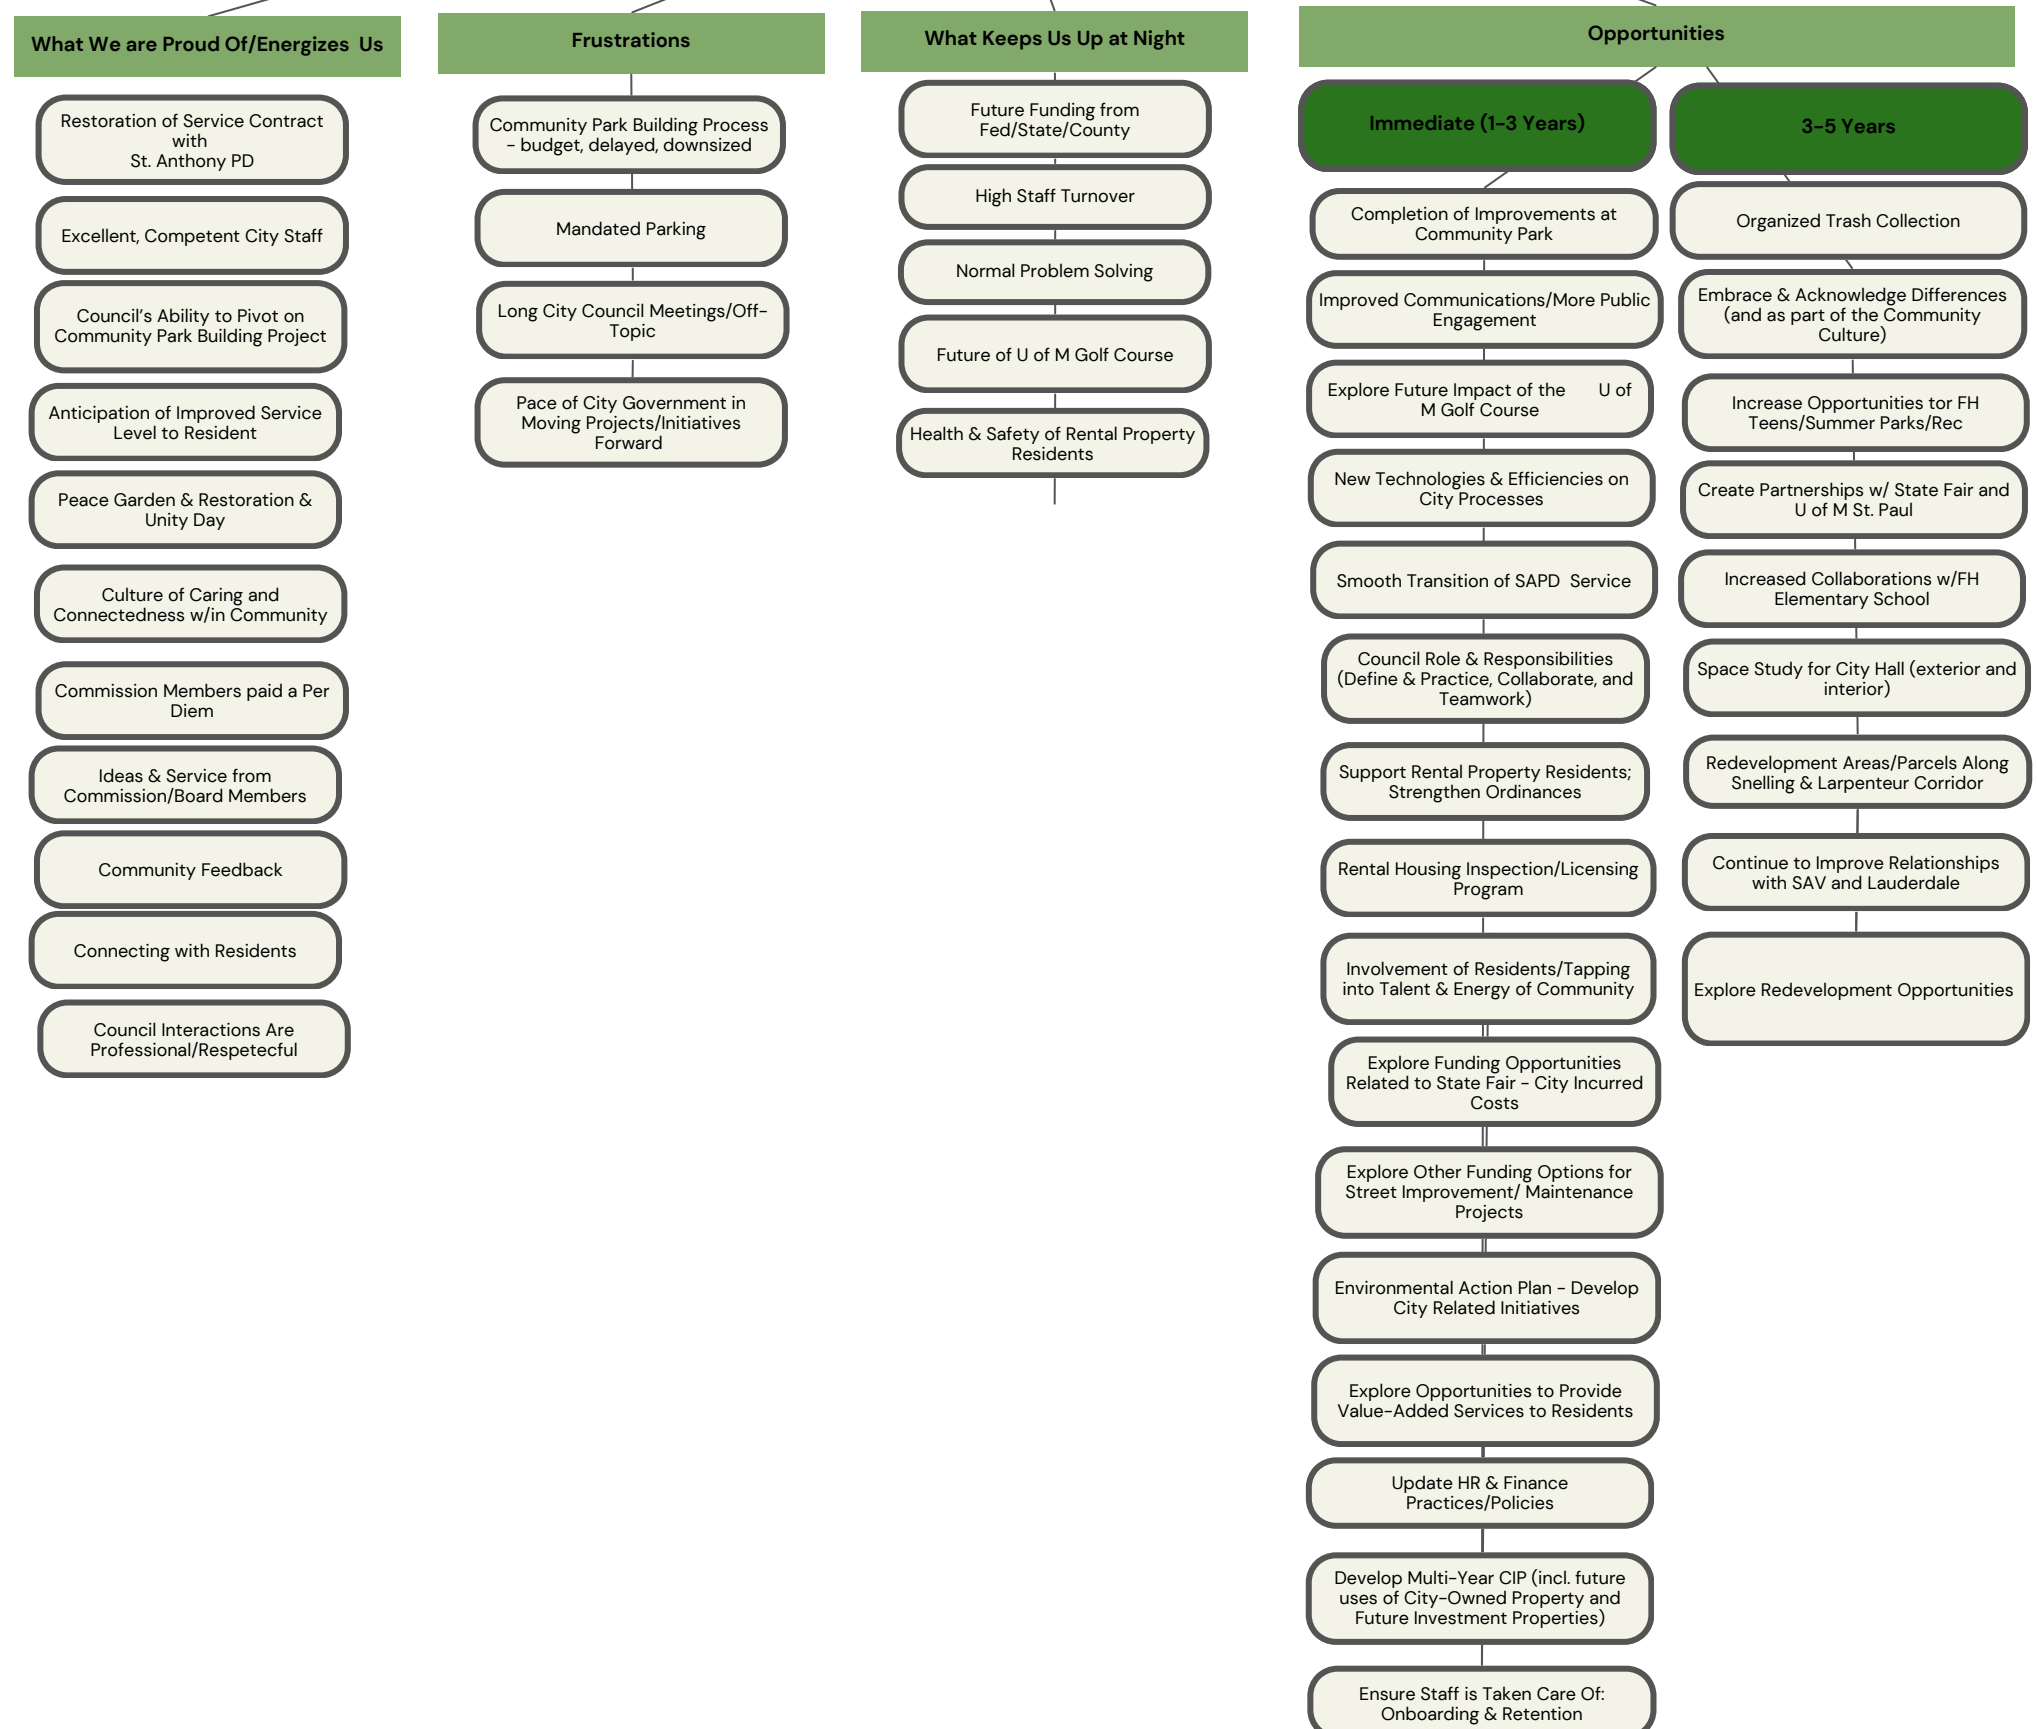 What We are Proud Of/Energizes  Us
Restoration of Service Contract
with
St. Anthony PD
Excellent, Competent City Staff
Council's Ability to Pivot on
Community Park Building Project
Anticipation of Improved Service
Level to Resident
Peace Garden & Restoration &
Unity Day
Culture of Caring and
Connectedness w/in Community
Commission Members paid a Per
Diem
Ideas & Service from
Commission/Board Members
Community Feedback
Connecting with Residents
Council Interactions Are
Professional/Respetecful
Frustrations
Community Park Building Process
- budget, delayed, downsized
Mandated Parking
Long City Council Meetings/Off-
Topic
Pace of City Government in
Moving Projects/Initiatives
Forward
What Keeps Us Up at Night
Future Funding from
Fed/State/County
High Staff Turnover
Normal Problem Solving
Future of U of M Golf Course
Health & Safety of Rental Property
Residents
Opportunities
Immediate (1-3 Years)
Completion of Improvements at
Community Park
Improved Communications/More Public
Engagement
Explore Future Impact of the U of
M Golf Course
New Technologies & Efficiencies on
City Processes
Smooth Transition of SAPD  Service
Council Role & Responsibilities
(Define & Practice, Collaborate, and
Teamwork)
Support Rental Property Residents;
Strengthen Ordinances
Rental Housing Inspection/Licensing
Program
Involvement of Residents/Tapping
into Talent & Energy of Community
Explore Funding Opportunities
Related to State Fair - City Incurred
Costs
Explore Other Funding Options for
Street Improvement/ Maintenance
Projects
Environmental Action Plan - Develop
City Related Initiatives
Explore Opportunities to Provide
Value-Added Services to Residents
Update HR & Finance
Practices/Policies
Develop Multi-Year CIP (incl. future
uses of City-Owned Property and
Future Investment Properties)
Ensure Staff is Taken Care Of:
Onboarding & Retention
3-5 Years
Organized Trash Collection
Embrace & Acknowledge Differences
(and as part of the Community
Culture)
Increase Opportunities tor FH
Teens/Summer Parks/Rec
Create Partnerships w/ State Fair and
U of M St. Paul
Increased Collaborations w/FH
Elementary School
Space Study for City Hall (exterior and
interior)
Redevelopment Areas/Parcels Along
Snelling & Larpenteur Corridor
Continue to Improve Relationships
with SAV and Lauderdale
Explore Redevelopment Opportunities